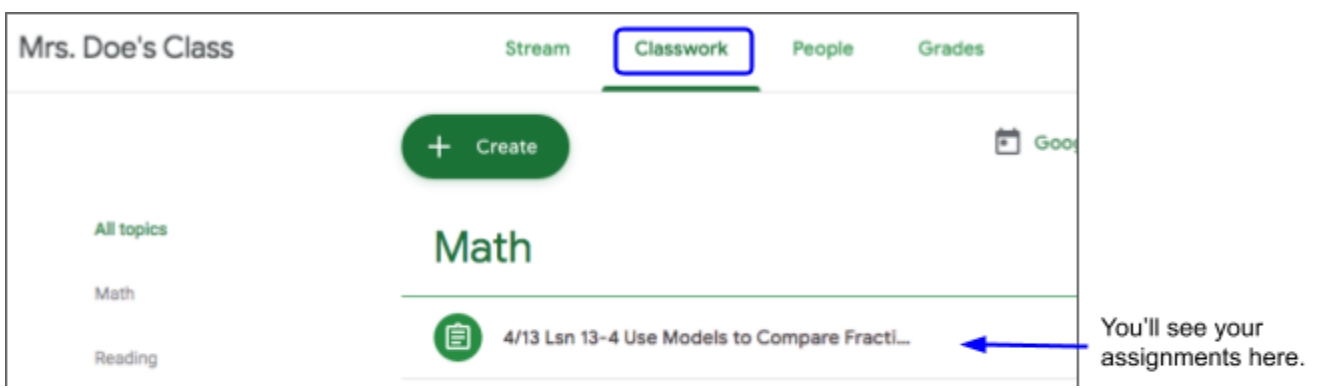 Mrs. Doe's Class
Stream Classwork People Grades
+ Create
Goog
All topics
Math
Reading
Math
4/13 Lsn 13-4 Use Models to Compare Fracti...
You'll see your
assignments here.